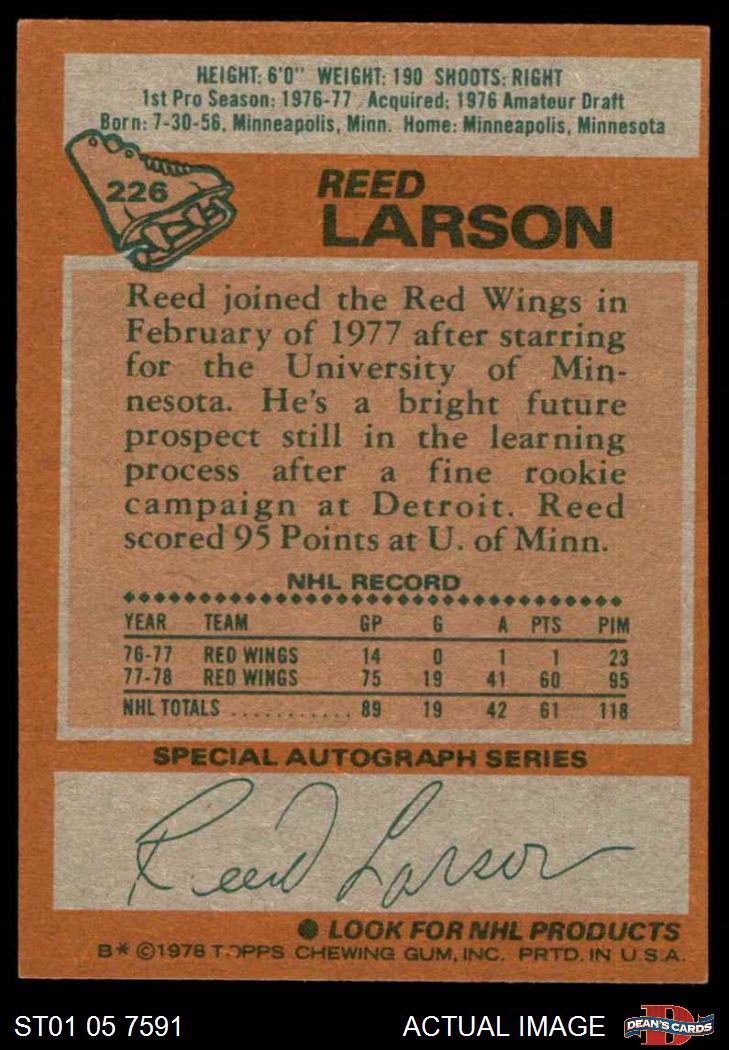 HEIGHT: 6'0" WEIGHT: 190 SHOOTS: RIGHT
1st Pro Season: 1976-77 Acquired: 1976 Amateur Draft
Born: 7-30-56, Minneapolis, Minn. Home: Minneapolis, Minnesota
226
REED
LARSON
Reed joined the Red Wings in
February of 1977 after starring
for the University of Min-
nesota. He's a bright future
prospect still in the learning
process after a fine rookie
campaign at Detroit. Reed
scored 95 Points at U. of Minn.
NHL RECORD
YEAR TEAM GP G A PTS PIM
76-77 RED WINGS 14 0 1 1 23
77-78 RED WINGS 75 19 41 60 95
NHL TOTALS ............ 89 19 42 61 118
SPECIAL AUTOGRAPH SERIES
Reed Larson
● LOOK FOR NHL PRODUCTS
B* ©1978 TOPPS CHEWING GUM, INC. PRTD. IN U.S.A.
ST01 05 7591 ACTUAL IMAGE DEAN'S CARDS